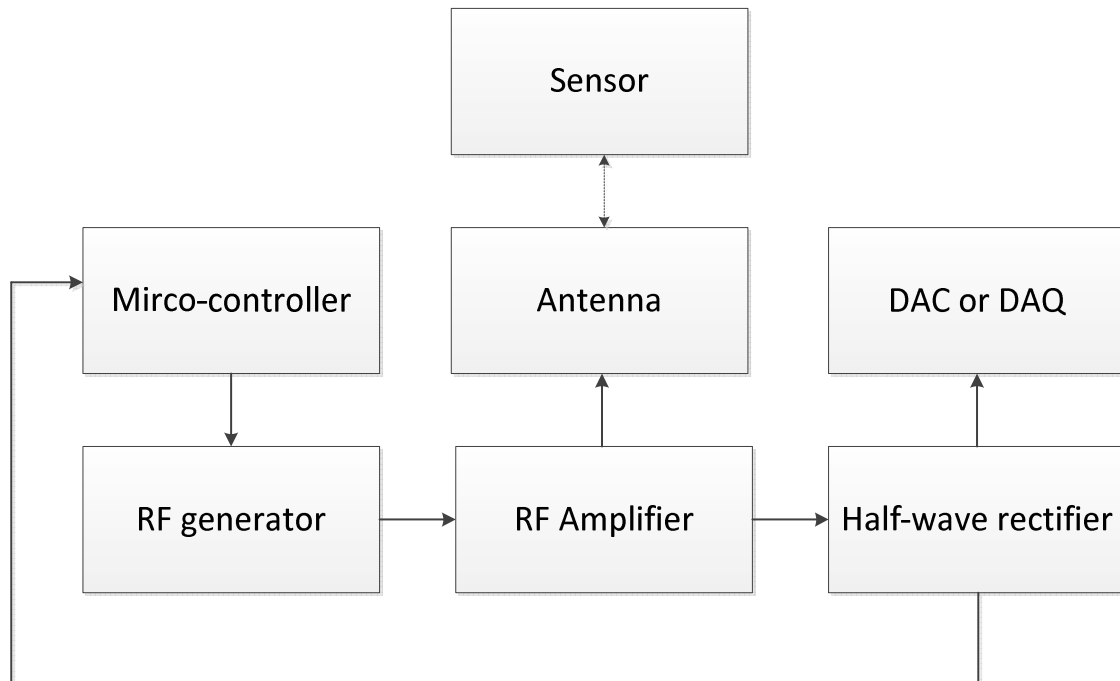 Sensor
Mirco-controller
Antenna
DAC or DAQ
RF generator
RF Amplifier
Half-wave rectifier